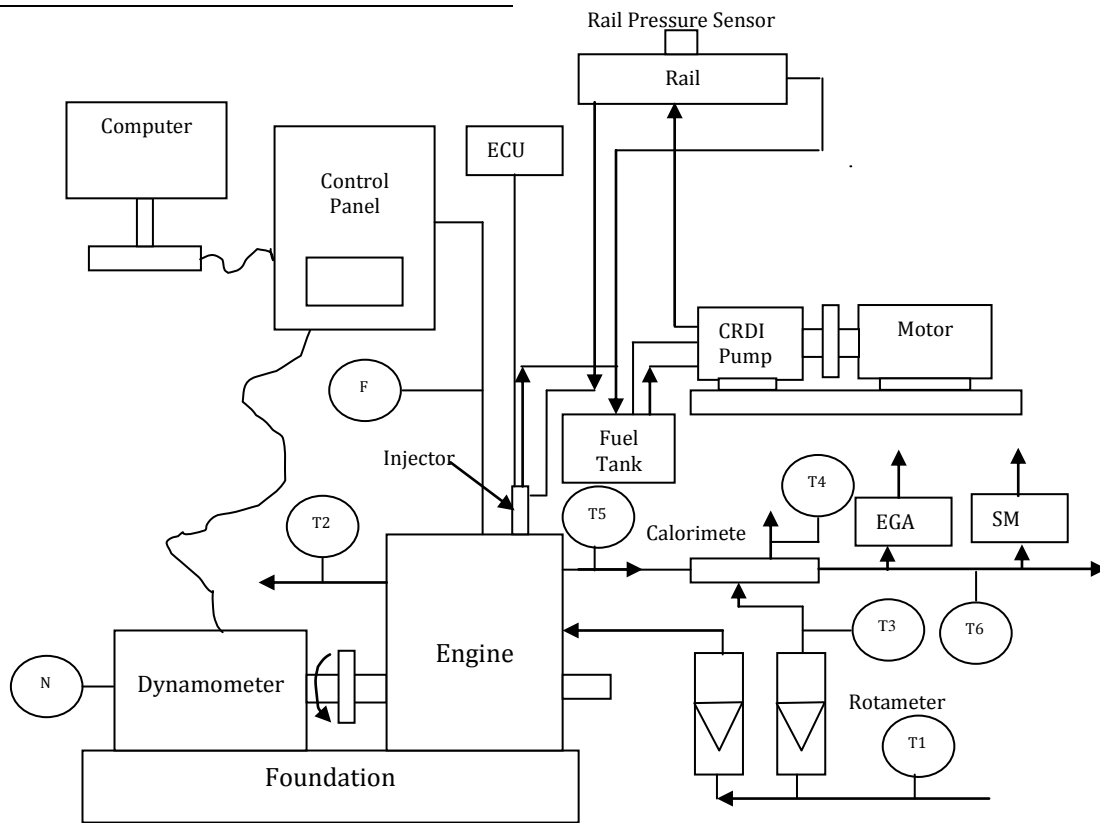 Rail Pressure Sensor
Rail
Computer
ECU
Control
Panel
CRDI
Pump
Motor
F
Fuel
Tank
Injector
T4
T2
T5
Calorimete
EGA
SM
T3
T6
Engine
N
Dynamometer
Rotameter
T1
Foundation